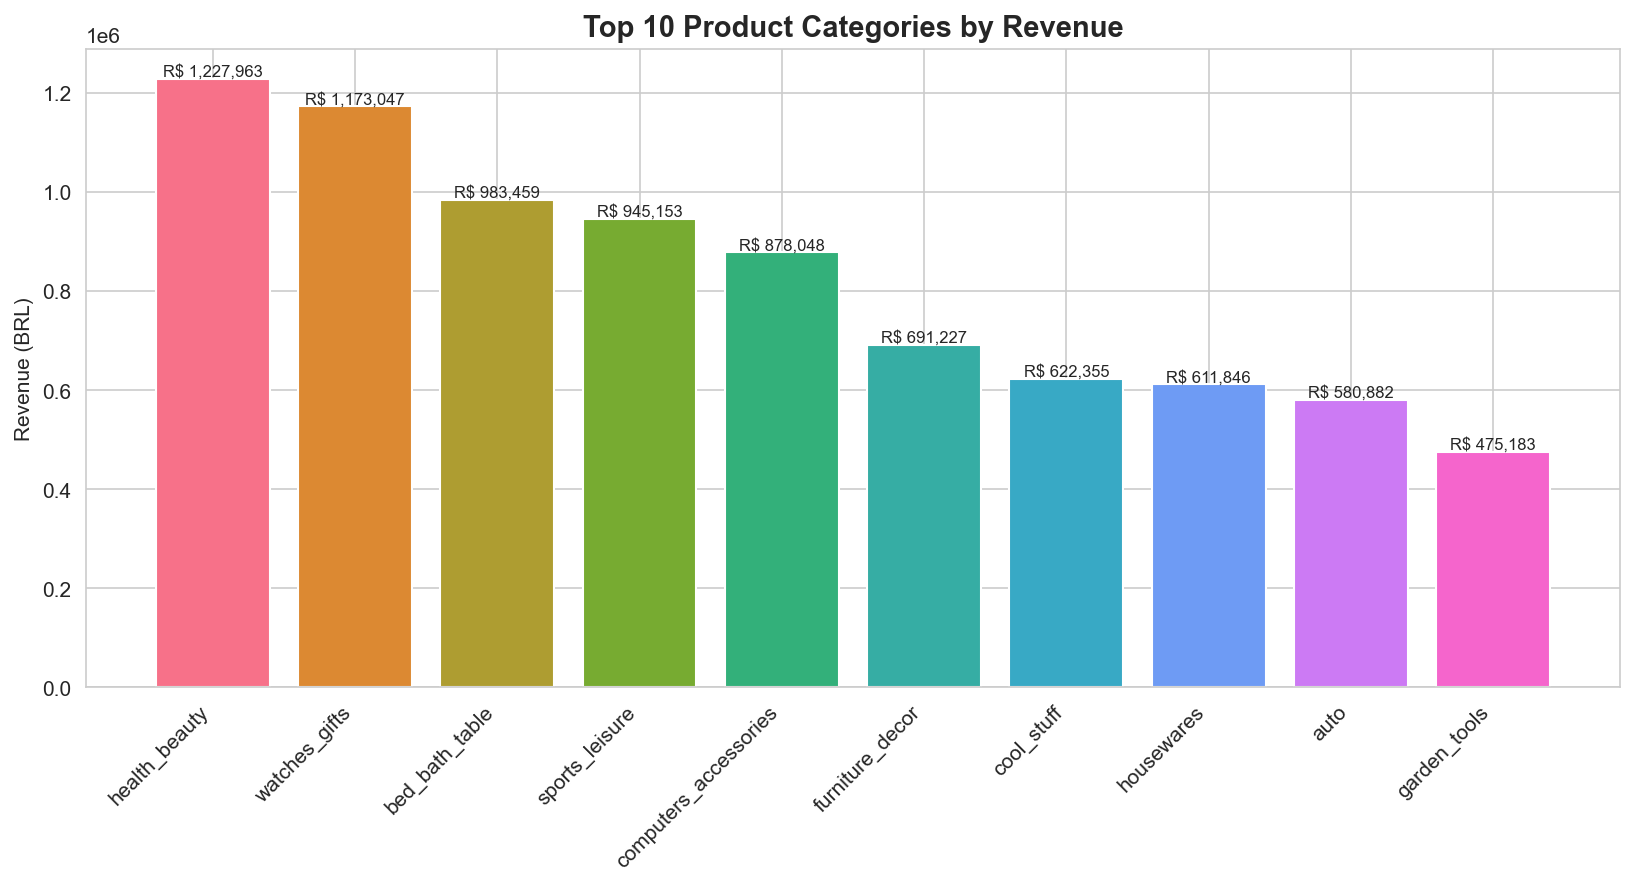 Top 10 Product Categories by Revenue
1e6
Revenue (BRL)
1.2
1.0
0.8
0.6
0.4
0.2
0.0
R$ 1,227,963
R$ 1,173,047
R$ 983,459
R$ 945,153
R$ 878,048
R$ 691,227
R$ 622,355
R$ 611,846
R$ 580,882
R$ 475,183
health_beauty
watches_gifts
bed_bath_table
sports_leisure
computers_accessories
furniture_decor
cool_stuff
housewares
auto
garden_tools